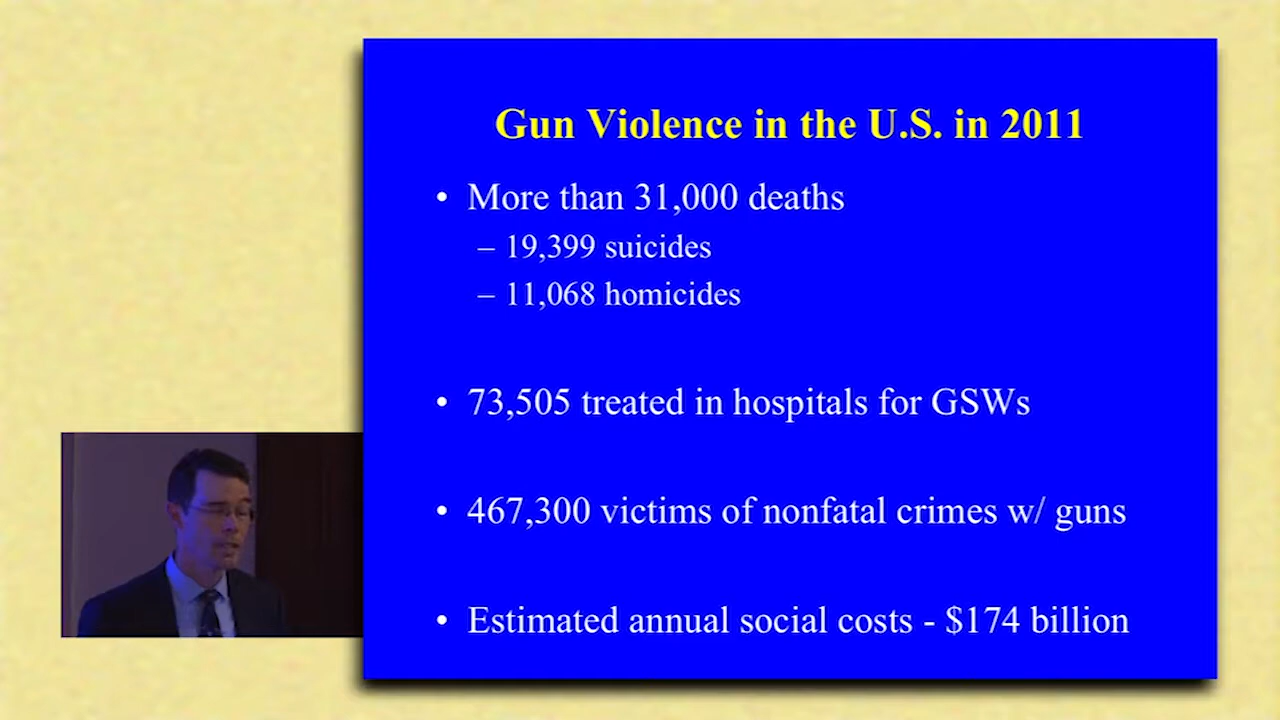 Gun Violence in the U.S. in 2011
• More than 31,000 deaths
– 19,399 suicides
– 11,068 homicides
• 73,505 treated in hospitals for GSWs
• 467,300 victims of nonfatal crimes w/ guns
• Estimated annual social costs - $174 billion